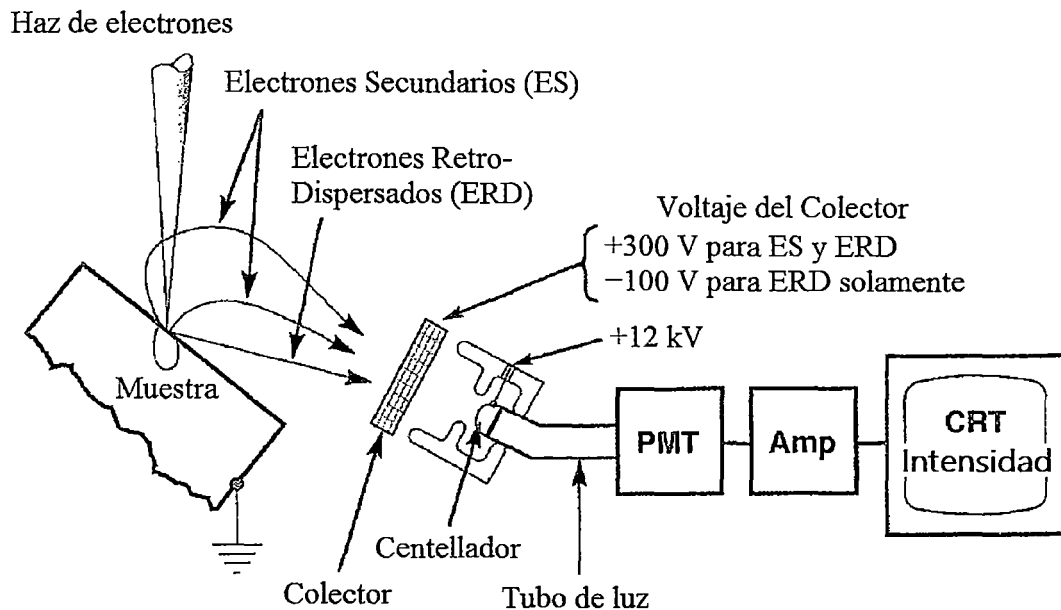 Haz de electrones
Electrones Secundarios (ES)
Electrones Retro-
Dispersados (ERD)
Voltaje del Colector
+300 V para ES y ERD
−100 V para ERD solamente
+12 kV
Muestra
PMT
Amp
CRT
Intensidad
Centellador
Colector
Tubo de luz